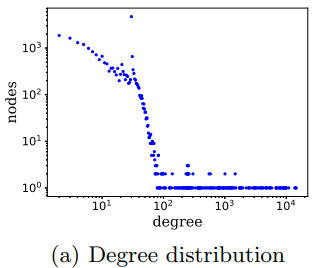 10³
10²
10¹
10⁰
nodes
10¹ 10² 10³ 10⁴
degree
(a) Degree distribution